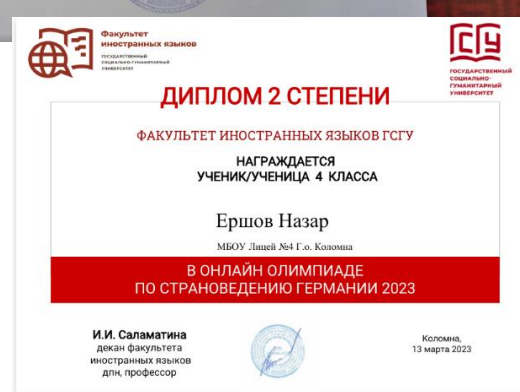 Факультет
иностранных языков
ГОСУДАРСТВЕННЫЙ
СОЦИАЛЬНО-ГУМАНИТАРНЫЙ
УНИВЕРСИТЕТ
ГСГУ
ГОСУДАРСТВЕННЫЙ
СОЦИАЛЬНО-
ГУМАНИТАРНЫЙ
УНИВЕРСИТЕТ
ДИПЛОМ 2 СТЕПЕНИ
ФАКУЛЬТЕТ ИНОСТРАННЫХ ЯЗЫКОВ ГСГУ
НАГРАЖДАЕТСЯ
УЧЕНИК/УЧЕНИЦА 4 КЛАССА
Ершов Назар
МБОУ Лицей №4 Г.о. Коломна
В ОНЛАЙН ОЛИМПИАДЕ
ПО СТРАНОВЕДЕНИЮ ГЕРМАНИИ 2023
И.И. Саламатина
декан факультета
иностранных языков
дпн, профессор
Коломна,
13 марта 2023